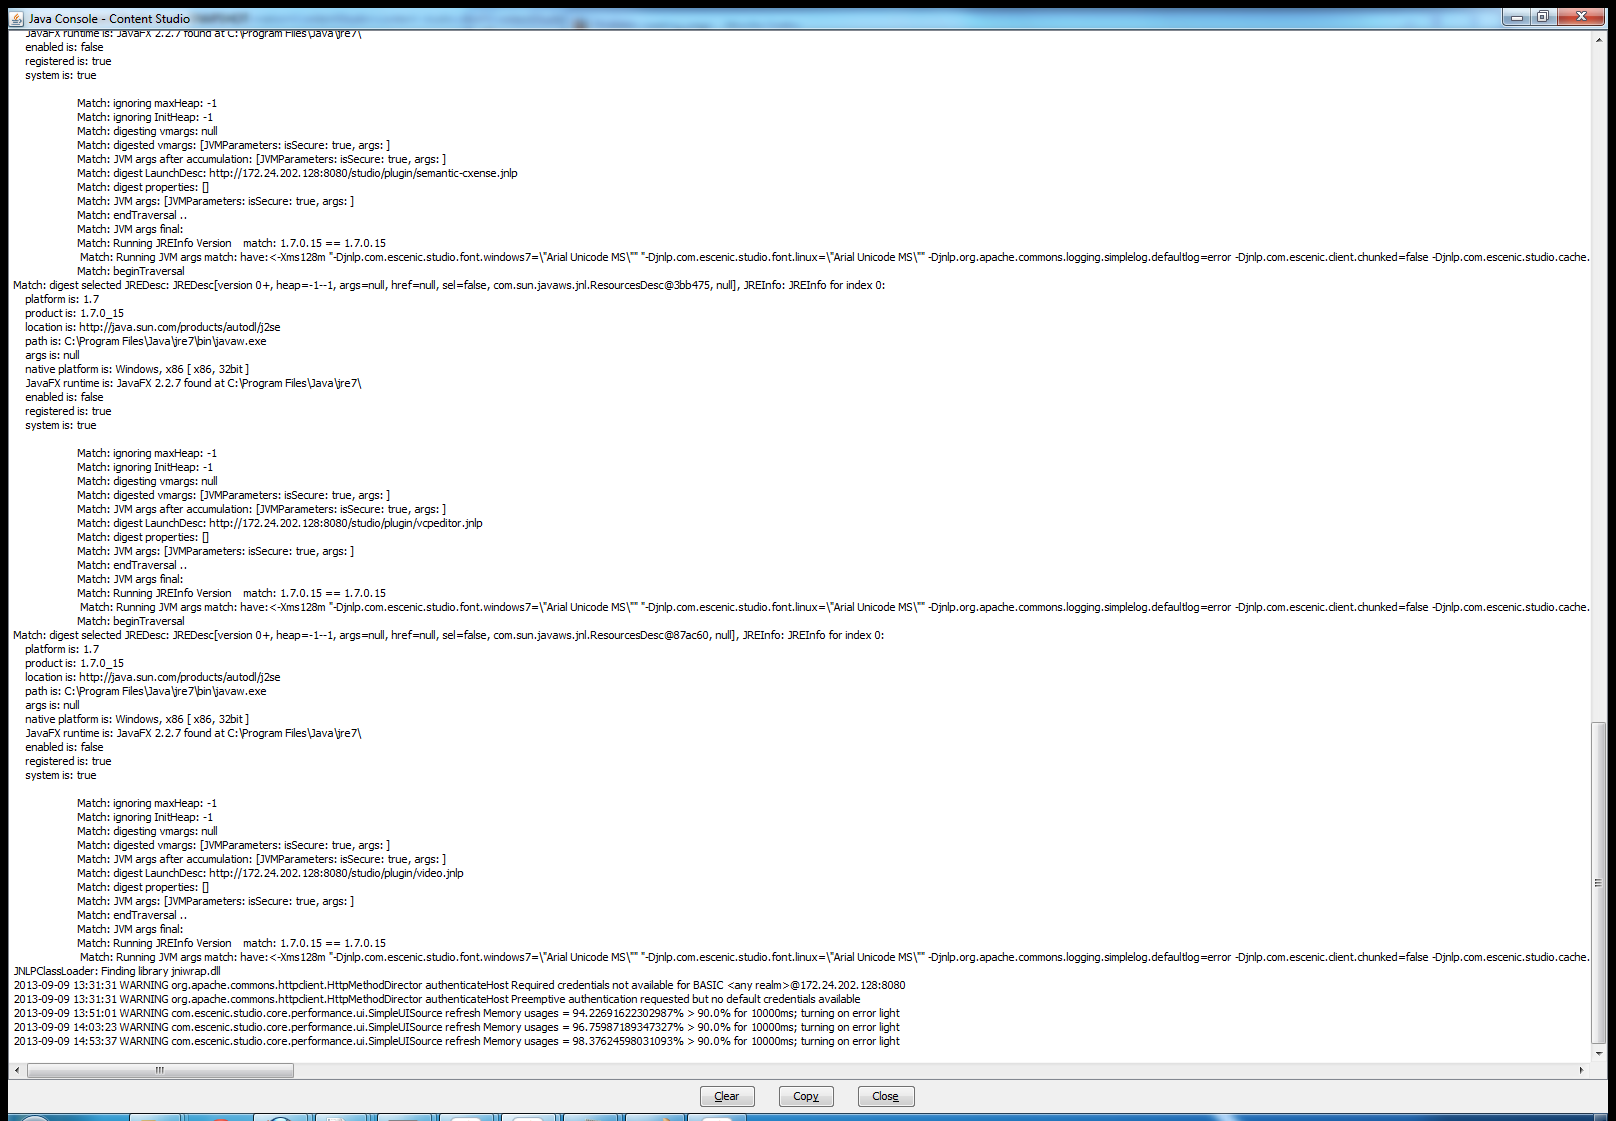 Java Console - Content Studio
JavaFX runtime is: JavaFX 2.2.7 found at C:\Program Files\Java\jre7\
enabled is: false
registered is: true
system is: true
Match: ignoring maxHeap: -1
Match: ignoring InitHeap: -1
Match: digesting vmargs: null
Match: digested vmargs: [JVMParameters: isSecure: true, args: ]
Match: JVM args after accumulation: [JVMParameters: isSecure: true, args: ]
Match: digest LaunchDesc: http://172.24.202.128:8080/studio/plugin/semantic-cxense.jnlp
Match: digest properties: []
Match: JVM args: [JVMParameters: isSecure: true, args: ]
Match: endTraversal ..
Match: JVM args final:
Match: Running JREInfo Version    match: 1.7.0.15 == 1.7.0.15
Match: Running JVM args match: have:<-Xms128m "-Djnlp.com.escenic.studio.font.windows7=\"Arial Unicode MS\"" "-Djnlp.com.escenic.studio.font.linux=\"Arial Unicode MS\"" -Djnlp.org.apache.commons.logging.simplelog.defaultlog=error -Djnlp.com.escenic.client.chunked=false -Djnlp.com.escenic.studio.cache.
Match: beginTraversal
Match: digest selected JREDesc: JREDesc[version 0+, heap=-1--1, args=null, href=null, sel=false, com.sun.javaws.jnl.ResourcesDesc@3bb475, null], JREInfo: JREInfo for index 0:
platform is: 1.7
product is: 1.7.0_15
location is: http://java.sun.com/products/autodl/j2se
path is: C:\Program Files\Java\jre7\bin\javaw.exe
args is: null
native platform is: Windows, x86 [ x86, 32bit ]
JavaFX runtime is: JavaFX 2.2.7 found at C:\Program Files\Java\jre7\
enabled is: false
registered is: true
system is: true
Match: ignoring maxHeap: -1
Match: ignoring InitHeap: -1
Match: digesting vmargs: null
Match: digested vmargs: [JVMParameters: isSecure: true, args: ]
Match: JVM args after accumulation: [JVMParameters: isSecure: true, args: ]
Match: digest LaunchDesc: http://172.24.202.128:8080/studio/plugin/vcpeditor.jnlp
Match: digest properties: []
Match: JVM args: [JVMParameters: isSecure: true, args: ]
Match: endTraversal ..
Match: JVM args final:
Match: Running JREInfo Version    match: 1.7.0.15 == 1.7.0.15
Match: Running JVM args match: have:<-Xms128m "-Djnlp.com.escenic.studio.font.windows7=\"Arial Unicode MS\"" "-Djnlp.com.escenic.studio.font.linux=\"Arial Unicode MS\"" -Djnlp.org.apache.commons.logging.simplelog.defaultlog=error -Djnlp.com.escenic.client.chunked=false -Djnlp.com.escenic.studio.cache.
Match: beginTraversal
Match: digest selected JREDesc: JREDesc[version 0+, heap=-1--1, args=null, href=null, sel=false, com.sun.javaws.jnl.ResourcesDesc@87ac60, null], JREInfo: JREInfo for index 0:
platform is: 1.7
product is: 1.7.0_15
location is: http://java.sun.com/products/autodl/j2se
path is: C:\Program Files\Java\jre7\bin\javaw.exe
args is: null
native platform is: Windows, x86 [ x86, 32bit ]
JavaFX runtime is: JavaFX 2.2.7 found at C:\Program Files\Java\jre7\
enabled is: false
registered is: true
system is: true
Match: ignoring maxHeap: -1
Match: ignoring InitHeap: -1
Match: digesting vmargs: null
Match: digested vmargs: [JVMParameters: isSecure: true, args: ]
Match: JVM args after accumulation: [JVMParameters: isSecure: true, args: ]
Match: digest LaunchDesc: http://172.24.202.128:8080/studio/plugin/video.jnlp
Match: digest properties: []
Match: JVM args: [JVMParameters: isSecure: true, args: ]
Match: endTraversal ..
Match: JVM args final:
Match: Running JREInfo Version    match: 1.7.0.15 == 1.7.0.15
Match: Running JVM args match: have:<-Xms128m "-Djnlp.com.escenic.studio.font.windows7=\"Arial Unicode MS\"" "-Djnlp.com.escenic.studio.font.linux=\"Arial Unicode MS\"" -Djnlp.org.apache.commons.logging.simplelog.defaultlog=error -Djnlp.com.escenic.client.chunked=false -Djnlp.com.escenic.studio.cache.
JNLPClassLoader: Finding library jniwrap.dll
2013-09-09 13:31:31 WARNING org.apache.commons.httpclient.HttpMethodDirector authenticateHost Required credentials not available for BASIC <any realm>@172.24.202.128:8080
2013-09-09 13:31:31 WARNING org.apache.commons.httpclient.HttpMethodDirector authenticateHost Preemptive authentication requested but no default credentials available
2013-09-09 13:51:01 WARNING com.escenic.studio.core.performance.ui.SimpleUISource refresh Memory usages = 94.22691622302987% > 90.0% for 10000ms; turning on error light
2013-09-09 14:03:23 WARNING com.escenic.studio.core.performance.ui.SimpleUISource refresh Memory usages = 96.75987189347327% > 90.0% for 10000ms; turning on error light
2013-09-09 14:53:37 WARNING com.escenic.studio.core.performance.ui.SimpleUISource refresh Memory usages = 98.37624598031093% > 90.0% for 10000ms; turning on error light
Clear
Copy
Close